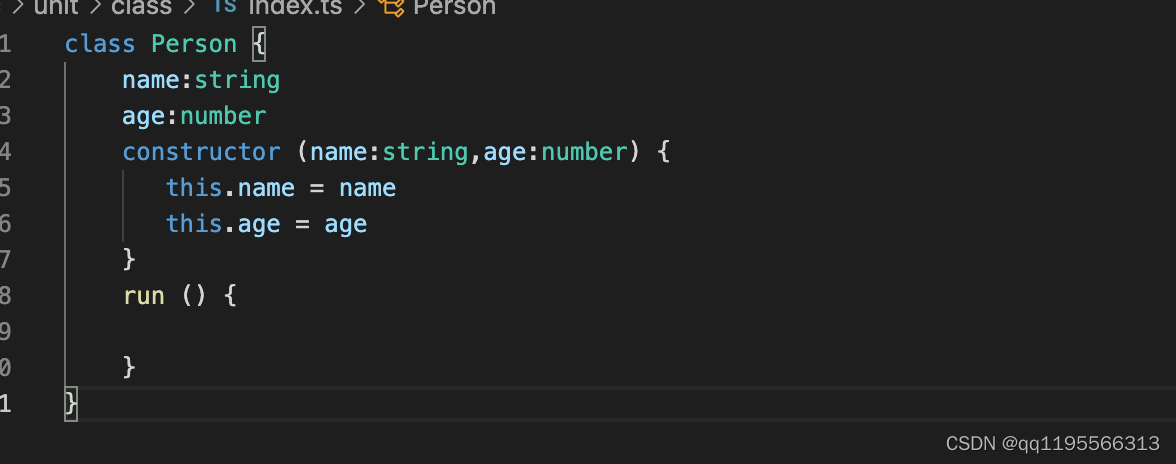 > unit > class > TS index.ts > Person
1 class Person {
2 name:string
3 age:number
4 constructor (name:string,age:number) {
5 this.name = name
6 this.age = age
7 }
8 run () {
9
0 }
1 }
CSDN @qq1195566313